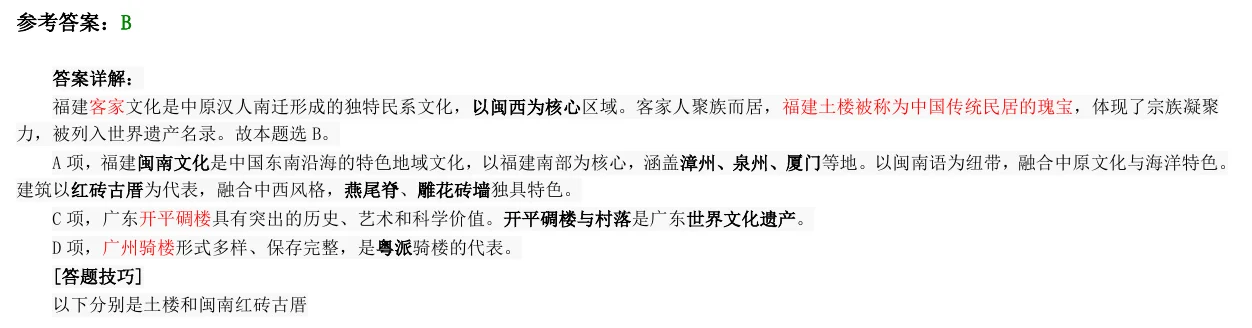 参考答案：B
答案详解：
福建客家文化是中原汉人南迁形成的独特民系文化，以闽西为核心区域。客家人聚族而居，福建土楼被称为中国传统民居的瑰宝，体现了宗族凝聚
力，被列入世界遗产名录。故本题选 B。
A 项，福建闽南文化是中国东南沿海的特色地域文化，以福建南部为核心，涵盖漳州、泉州、厦门等地。以闽南语为纽带，融合中原文化与海洋特色。
建筑以红砖古厝为代表，融合中西风格，燕尾脊、雕花砖墙独具特色。
C 项，广东开平碉楼具有突出的历史、艺术和科学价值。开平碉楼与村落是广东世界文化遗产。
D 项，广州骑楼形式多样、保存完整，是粤派骑楼的代表。
[答题技巧]
以下分别是土楼和闽南红砖古厝